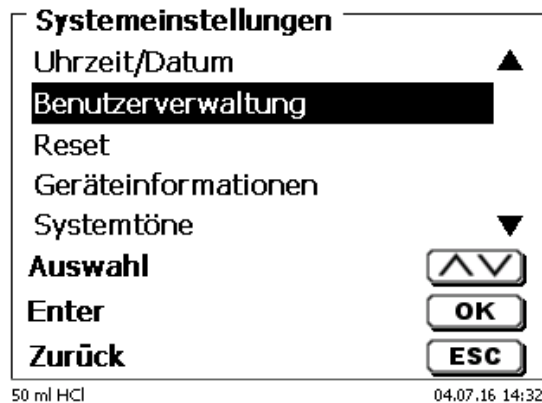 Systemeinstellungen
Uhrzeit/Datum
Benutzerverwaltung
Reset
Geräteinformationen
Systemtöne
Auswahl
Enter OK
Zurück ESC
50 ml HCl 04.07.16 14:32